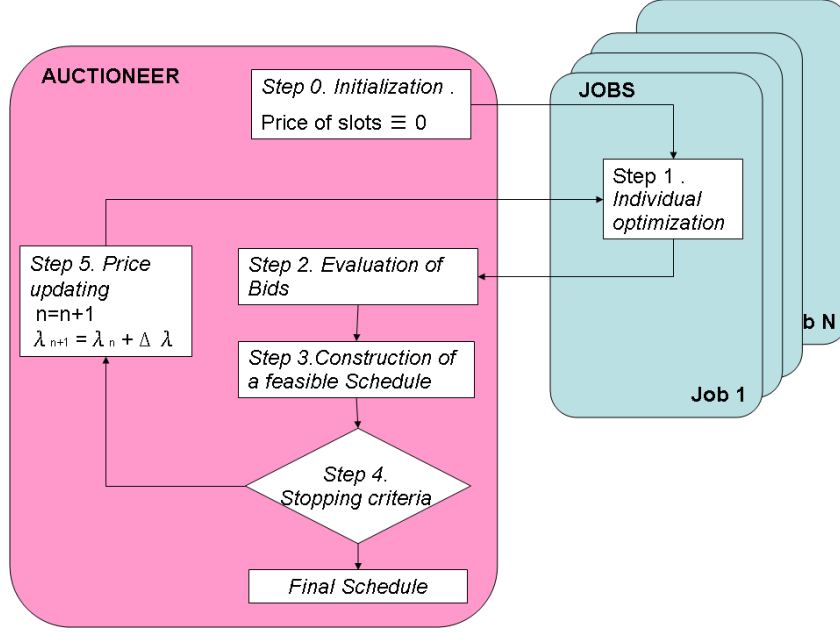 AUCTIONEER
Step 0. Initialization .
Price of slots ≡ 0
JOBS
Step 1 .
Individual
optimization
Step 5. Price
updating
n=n+1
λ n+1 = λ n + Δ λ
Step 2. Evaluation of
Bids
Step 3.Construction of
a feasible Schedule
b N
Job 1
Step 4.
Stopping criteria
Final Schedule